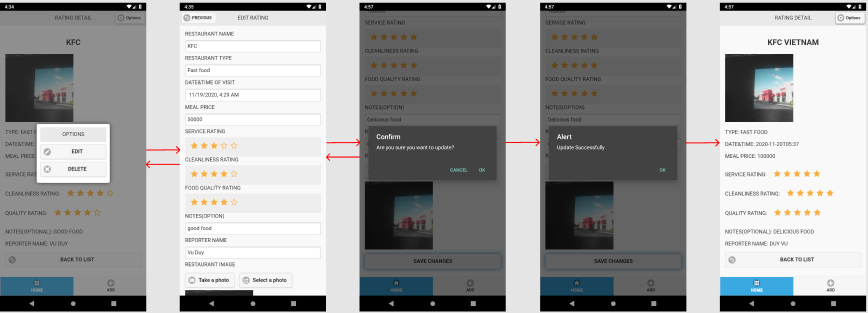 4:34
RATING DETAIL
Options
KFC
OPTIONS
EDIT
DELETE
TYPE: FAST F
DATE&TIME:
MEAL PRICE:
SERVICE RAT
CLEANLINESS RATING:
QUALITY RATING:
NOTES(OPTIONAL): GOOD FOOD
REPORTER NAME: VU DUY
BACK TO LIST
HOME
ADD
4:35
PREVIOUS
EDIT RATING
RESTAURANT NAME
KFC
RESTAURANT TYPE
Fast food
DATE&TIME OF VISIT
11/19/2020, 4:29 AM
MEAL PRICE
50000
SERVICE RATING
CLEANLINESS RATING
FOOD QUALITY RATING
NOTES(OPTION)
good food
REPORTER NAME
Vu Duy
RESTAURANT IMAGE
Take a photo
Select a photo
4:57
SERVICE RATING
CLEANLINESS RATING
FOOD QUALITY RATING
NOTES(OPTION)
Delicious food
Confirm
Are you sure you want to update?
CANCEL
OK
SAVE CHANGES
HOME
ADD
4:57
SERVICE RATING
CLEANLINESS RATING
FOOD QUALITY RATING
NOTES(OPTION)
Delicious food
Alert
Update Successfully
OK
SAVE CHANGES
HOME
ADD
4:57
RATING DETAIL
Options
KFC VIETNAM
TYPE: FAST FOOD
DATE&TIME: 2020-11-20T05:37
MEAL PRICE: 100000
SERVICE RATING:
CLEANLINESS RATING:
QUALITY RATING:
NOTES(OPTIONAL): DELICIOUS FOOD
REPORTER NAME: DUY VU
BACK TO LIST
HOME
ADD